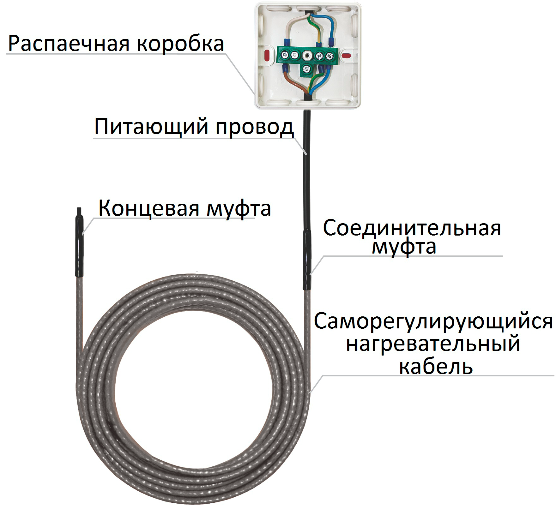 Распаечная коробка
Питающий провод
Концевая муфта
Соединительная
муфта
Саморегулирующийся
нагревательный
кабель